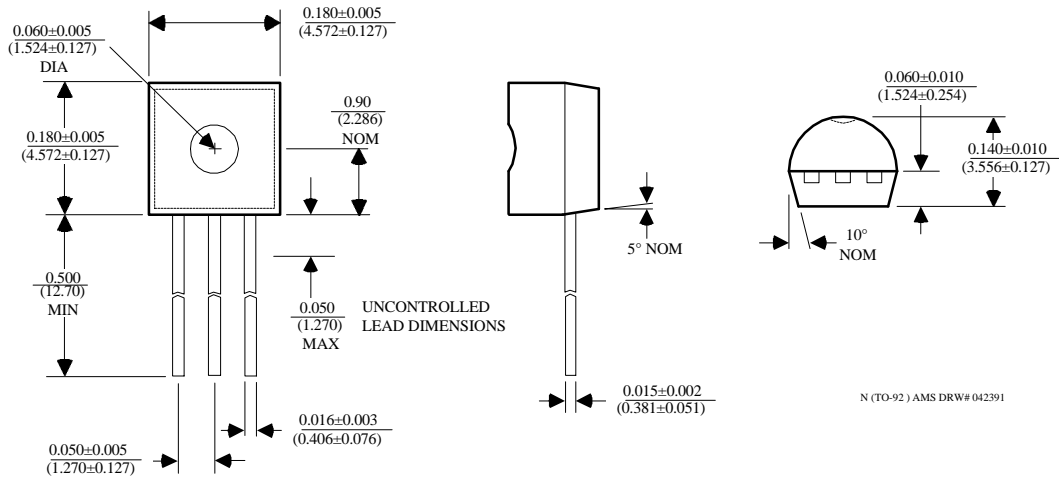 0.180±0.005
(4.572±0.127)
0.060±0.005
(1.524±0.127)
DIA
0.180±0.005
(4.572±0.127)
0.90
(2.286)
NOM
0.500
(12.70)
MIN
0.050
(1.270)
MAX
UNCONTROLLED
LEAD DIMENSIONS
0.016±0.003
(0.406±0.076)
0.050±0.005
(1.270±0.127)
5° NOM
0.015±0.002
(0.381±0.051)
0.060±0.010
(1.524±0.254)
0.140±0.010
(3.556±0.127)
10°
NOM
N (TO-92 ) AMS DRW# 042391